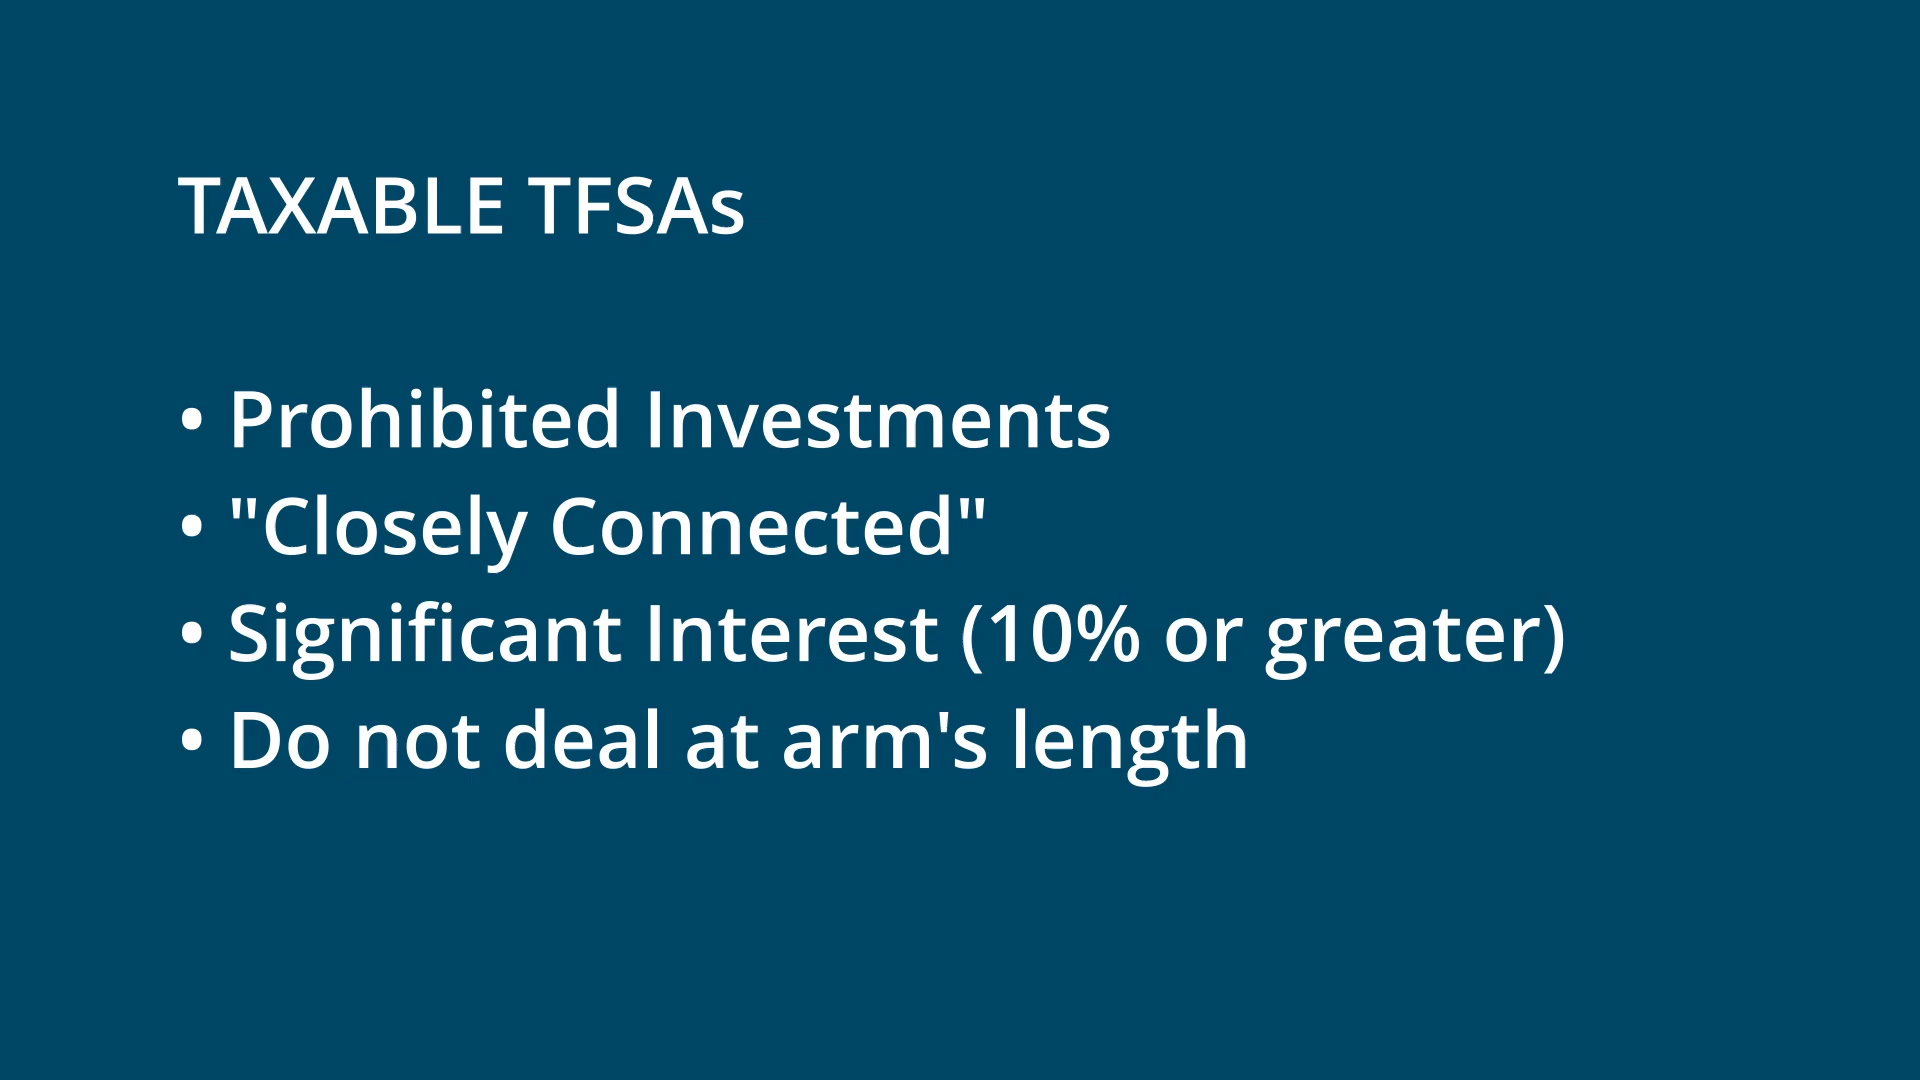 TAXABLE TFSAs
• Prohibited Investments
• "Closely Connected"
• Significant Interest (10% or greater)
• Do not deal at arm's length